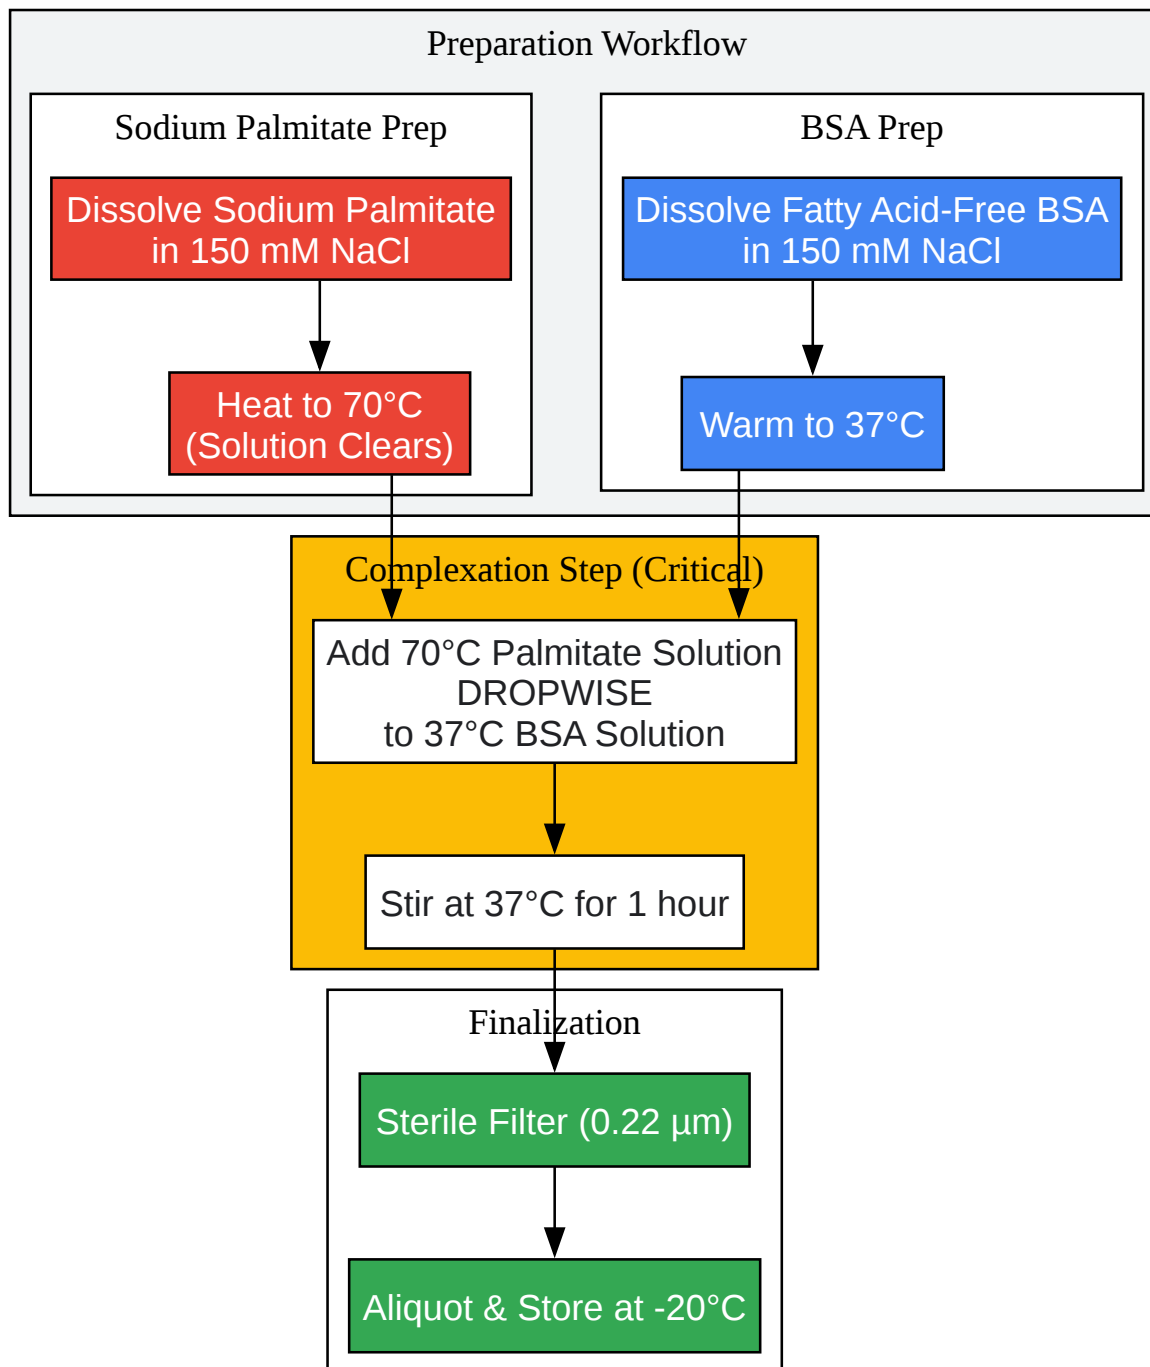 Preparation Workflow
Sodium Palmitate Prep
Dissolve Sodium Palmitate
in 150 mM NaCl
Heat to 70°C
(Solution Clears)
BSA Prep
Dissolve Fatty Acid-Free BSA
in 150 mM NaCl
Warm to 37°C
Complexation Step (Critical)
Add 70°C Palmitate Solution
DROPWISE
to 37°C BSA Solution
Stir at 37°C for 1 hour
Finalization
Sterile Filter (0.22 µm)
Aliquot & Store at -20°C